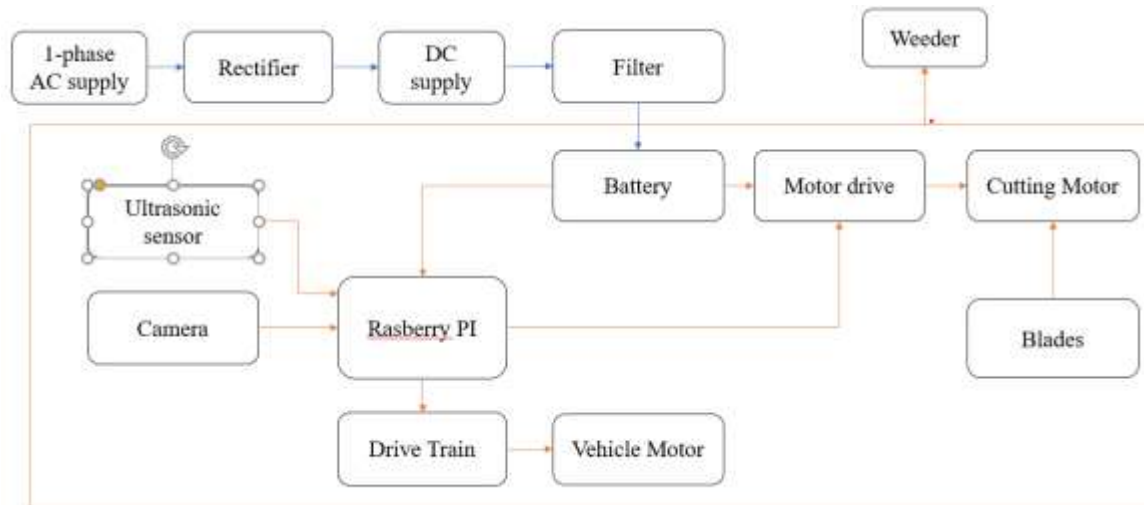 Weeder
1-phase
AC supply
Rectifier
DC
supply
Filter
Battery
Motor drive
Cutting Motor
Ultrasonic
sensor
Camera
Rasberry PI
Blades
Drive Train
Vehicle Motor